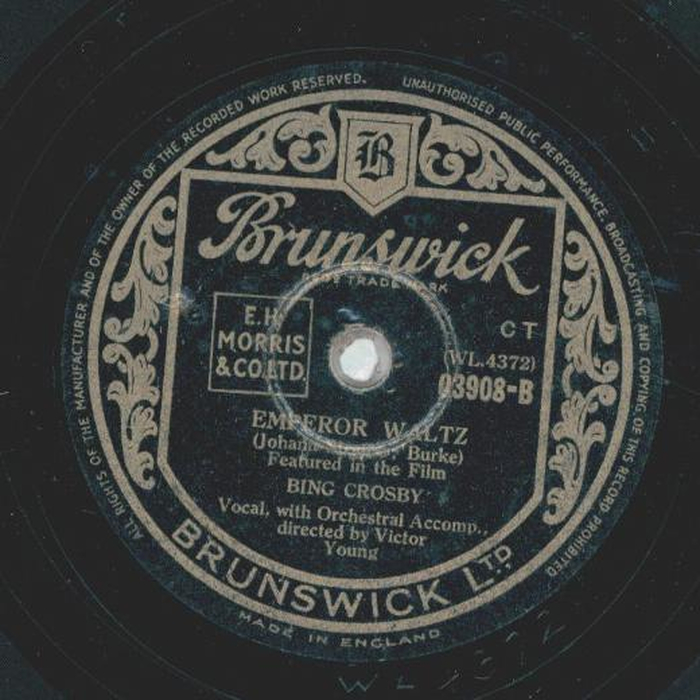 ALL RIGHTS OF THE MANUFACTURER AND OF THE OWNER OF THE RECORDED WORK RESERVED. UNAUTHORISED PUBLIC PERFORMANCE BROADCASTING AND COPYING OF THIS RECORD PROHIBITED
B
Brunswick
TRADE MARK
E.H.
MORRIS
& CO. LTD.
CT
(WL.4372)
03908-B
EMPEROR WALTZ
(Johann Burke)
Featured in the Film
BING CROSBY
Vocal, with Orchestral Accomp.,
directed by Victor
Young
BRUNSWICK LTD
MADE IN ENGLAND
WL